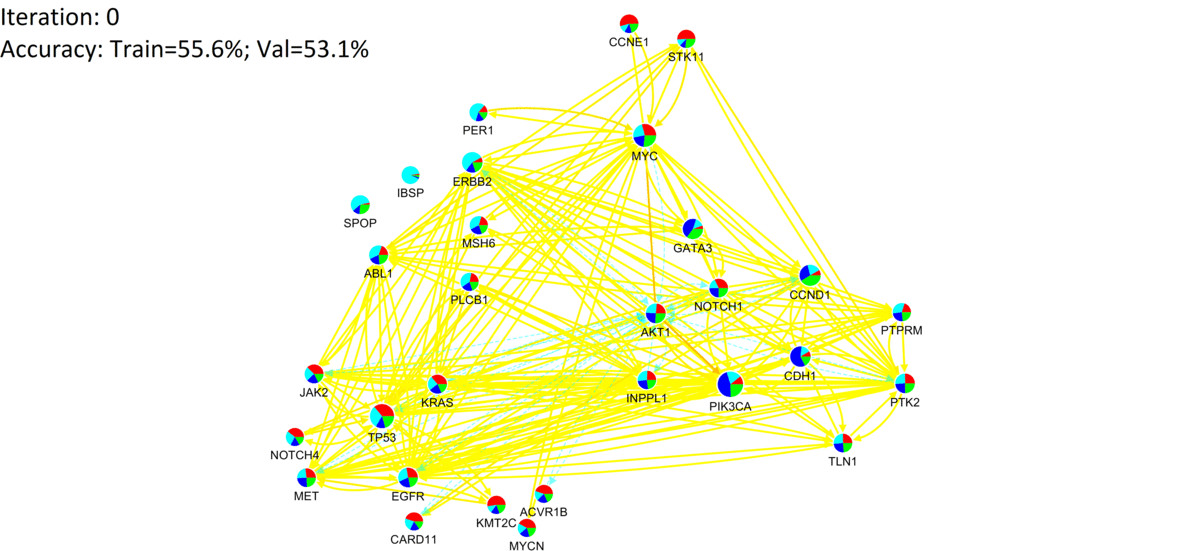 Iteration: 0
Accuracy: Train=55.6%; Val=53.1%
CCNE1
STK11
PER1
MYC
ERBB2
IBSP
SPOP
MSH6
GATA3
ABL1
PLCB1
CCND1
NOTCH1
AKT1
PTPRM
CDH1
JAK2
KRAS
INPPL1
PIK3CA
PTK2
TP53
NOTCH4
TLN1
MET
EGFR
ACVR1B
KMT2C
CARD11
MYCN